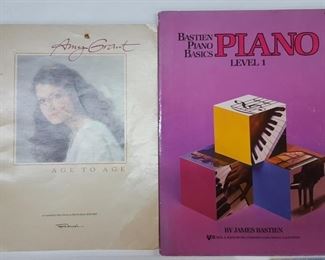 Amy Grant
AGE TO AGE
BASTIEN
PIANO
BASICS
PIANO
LEVEL 1
BY JAMES BASTIEN